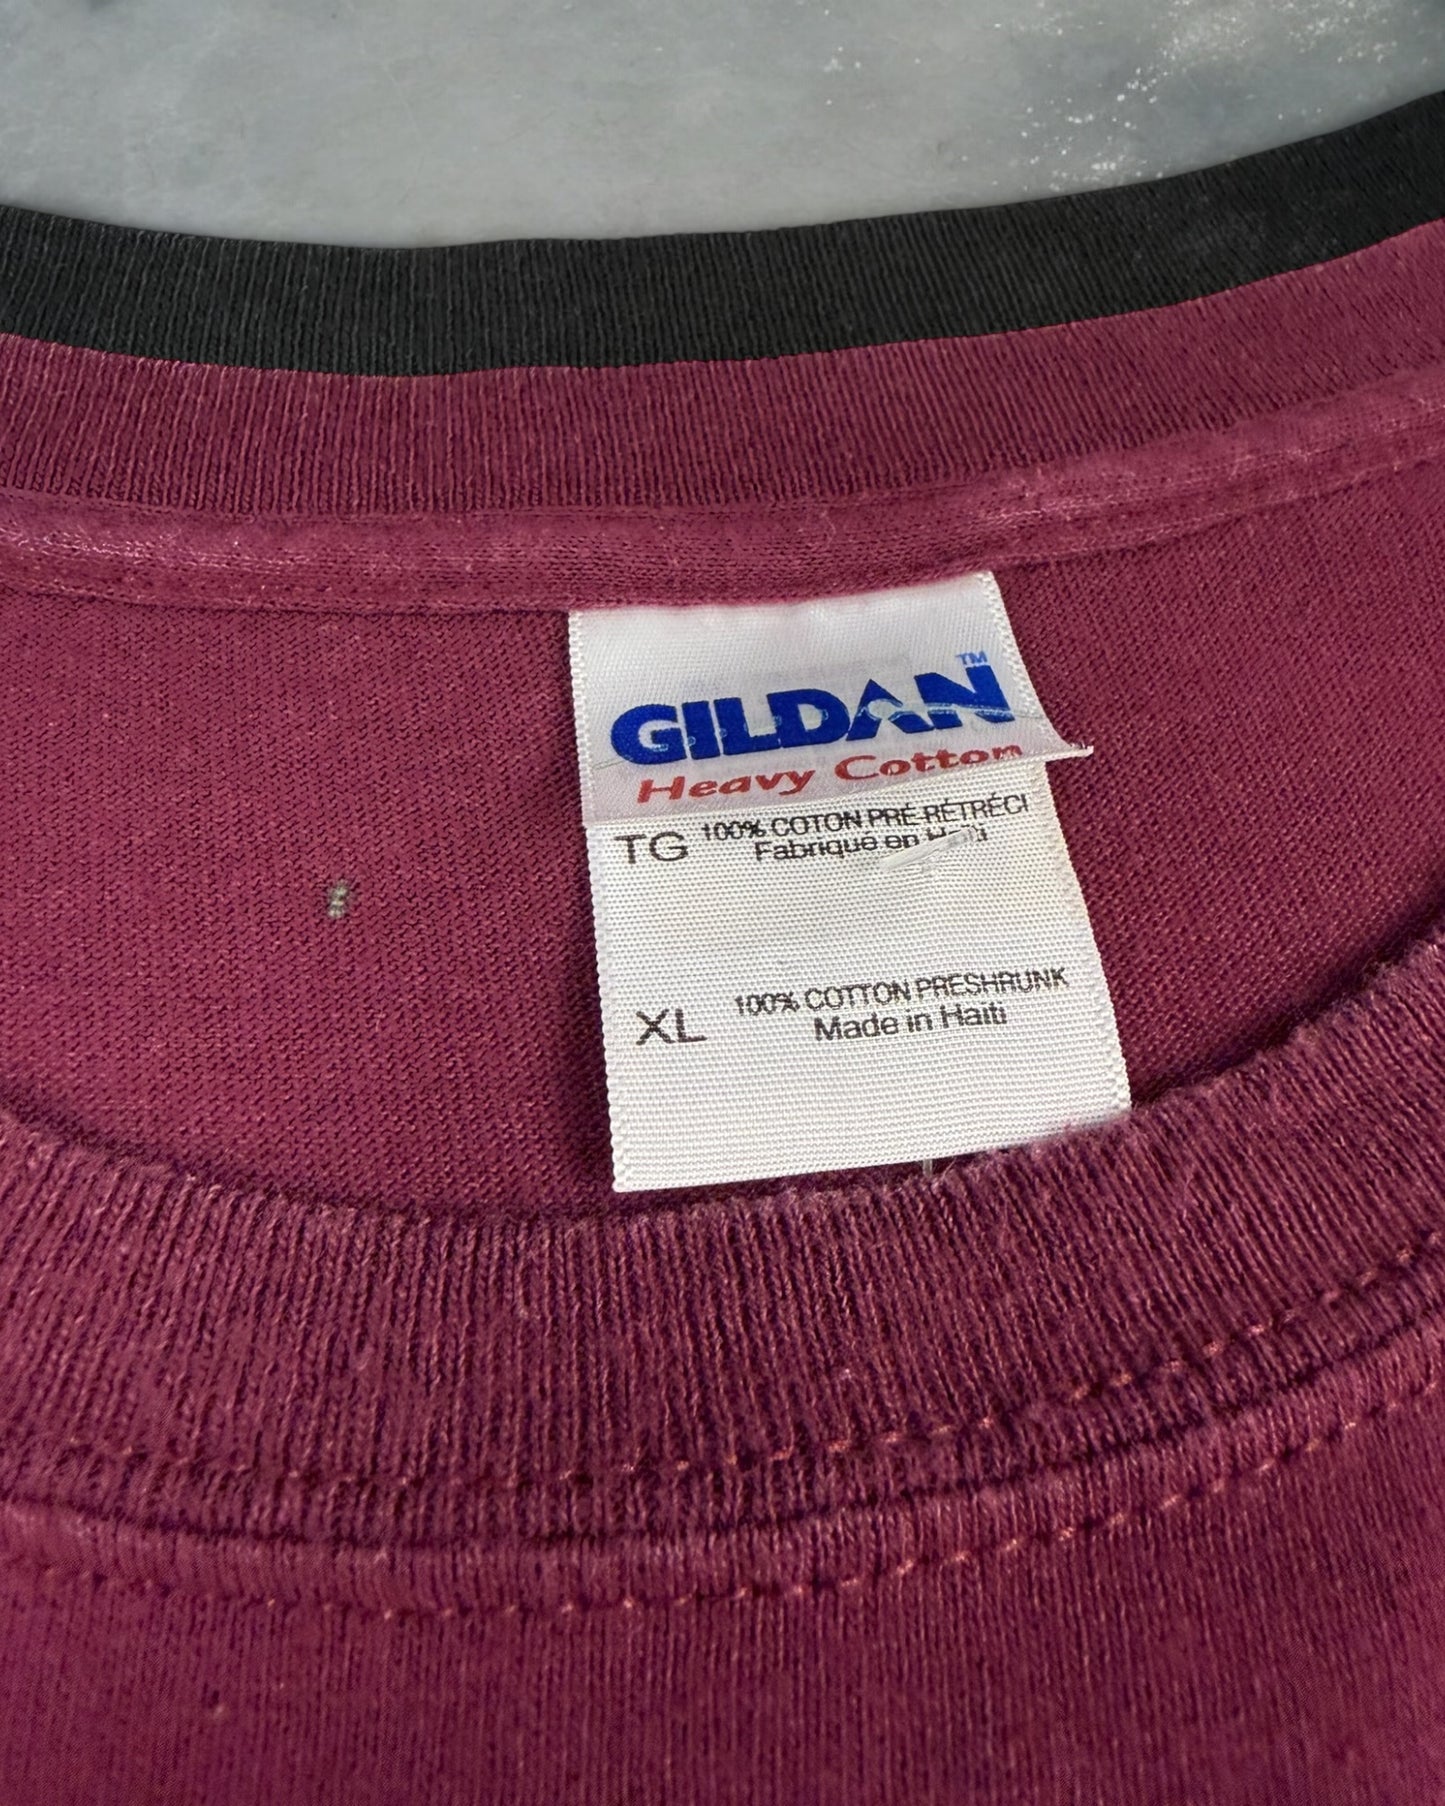 GILDAN™
Heavy Cotton
TG 100% COTON PRÉ-RÉTRÉCI
Fabriqué en Haïti
XL 100% COTTON PRESHRUNK
Made in Haiti